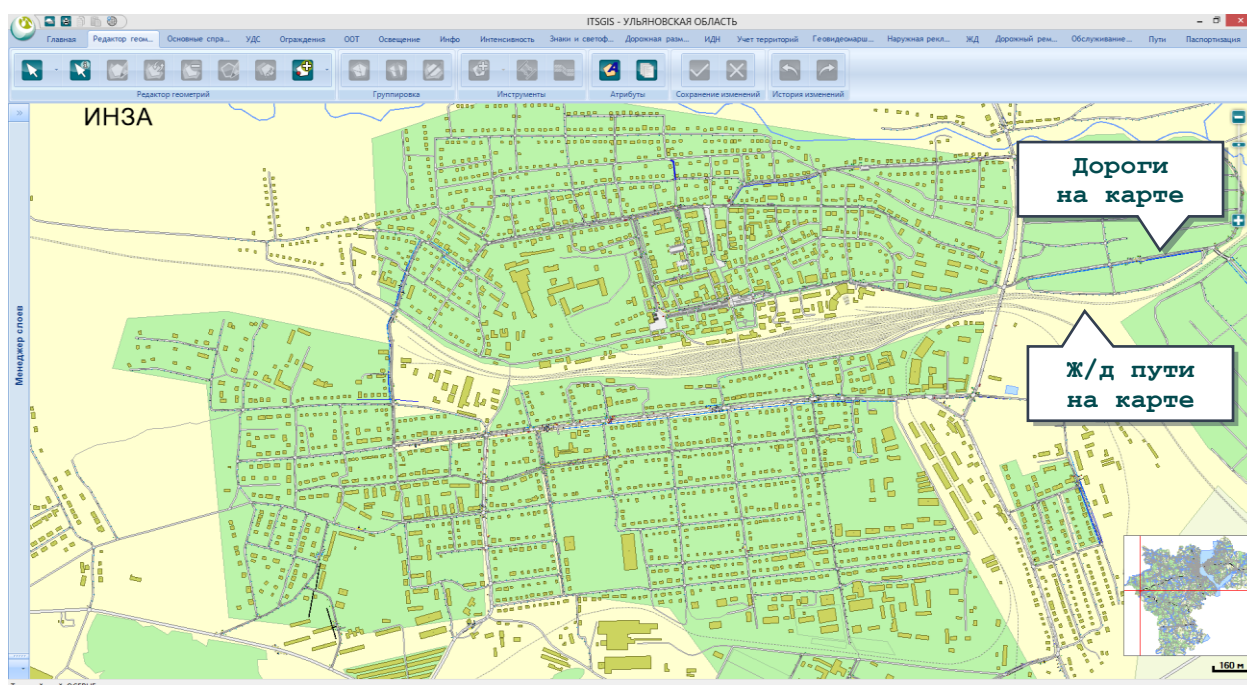 ITSGIS - УЛЬЯНОВСКАЯ ОБЛАСТЬ
Главная Редактор геом... Основные спра... УДС Ограждения ООТ Освещение Инфо Интенсивность Знаки и светоф... Дорожная разм... ИДН Учет территорий Геовидеомарш... Наружная рекл... ЖД Дорожный рем... Обслуживание... Пути Паспортизация
Редактор геометрий Группировка Инструменты Атрибуты Сохранение изменений История изменений
ИНЗА
Дороги
на карте
Ж/д пути
на карте
Менеджер слоев
160 м